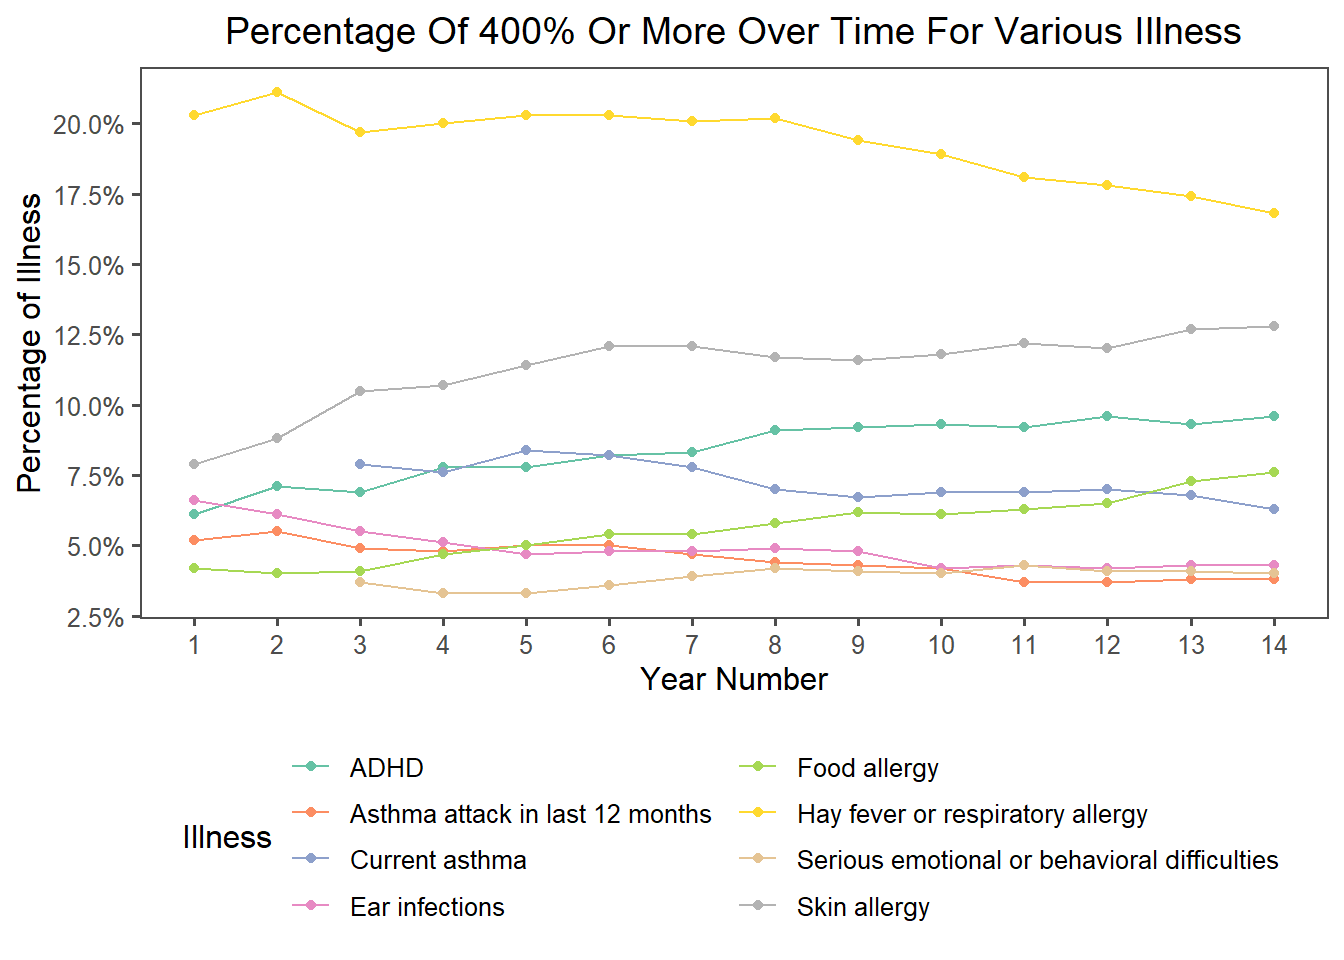 Percentage Of 400% Or More Over Time For Various Illness
Percentage of Illness
20.0%
17.5%
15.0%
12.5%
10.0%
7.5%
5.0%
2.5%
1 2 3 4 5 6 7 8 9 10 11 12 13 14
Year Number
Illness
ADHD
Asthma attack in last 12 months
Current asthma
Ear infections
Food allergy
Hay fever or respiratory allergy
Serious emotional or behavioral difficulties
Skin allergy